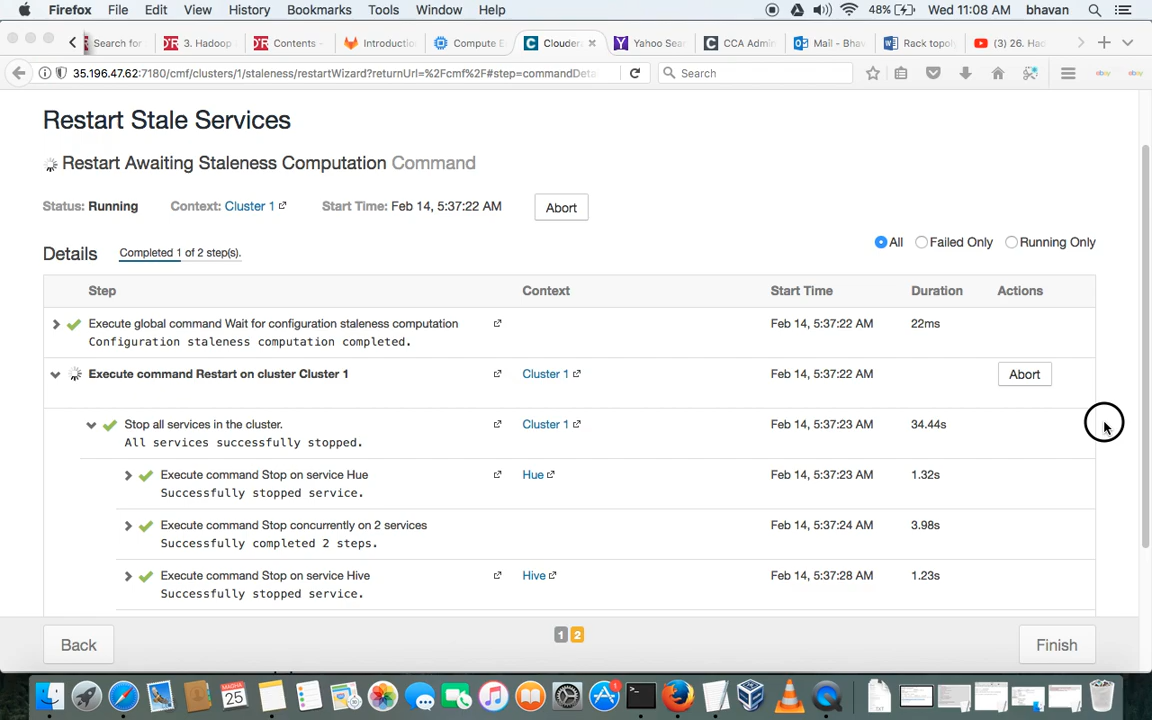 Firefox File Edit View History Bookmarks Tools Window Help 48% Wed 11:08 AM bhavan
Search for 3. Hadoop Contents - Introductio Compute E Clouder Yahoo Sea CCA Admin Mail - Bha Rack topol (3) 26. Ha
35.196.47.62:7180/cmf/clusters/1/staleness/restartWizard?returnUrl=%2Fcmf%2F#step=commandDeta Search ebay ebay
Restart Stale Services
Restart Awaiting Staleness Computation Command
Status: Running Context: Cluster 1 Start Time: Feb 14, 5:37:22 AM Abort
Details Completed 1 of 2 step(s). All Failed Only Running Only
Step Context Start Time Duration Actions
Execute global command Wait for configuration staleness computation Feb 14, 5:37:22 AM 22ms
Configuration staleness computation completed.
Execute command Restart on cluster Cluster 1 Cluster 1 Feb 14, 5:37:22 AM Abort
Stop all services in the cluster. Cluster 1 Feb 14, 5:37:23 AM 34.44s
All services successfully stopped.
Execute command Stop on service Hue Hue Feb 14, 5:37:23 AM 1.32s
Successfully stopped service.
Execute command Stop concurrently on 2 services Feb 14, 5:37:24 AM 3.98s
Successfully completed 2 steps.
Execute command Stop on service Hive Hive Feb 14, 5:37:28 AM 1.23s
Successfully stopped service.
Back 1 2 Finish
25